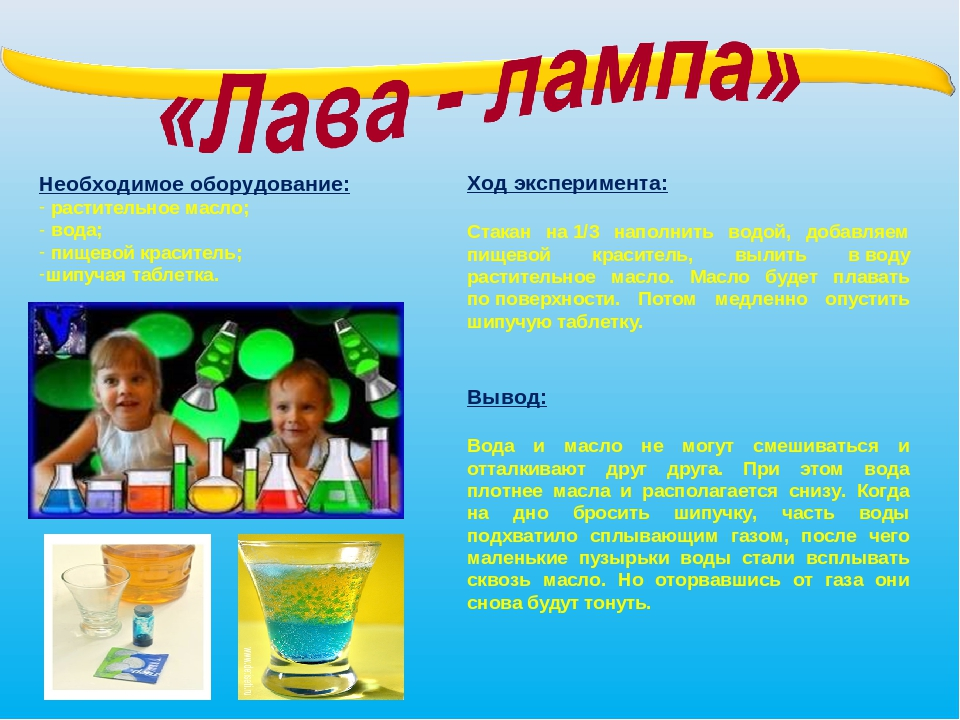 «Лава - лампа»
Необходимое оборудование:
- растительное масло;
- вода;
- пищевой краситель;
-шипучая таблетка.
Ход эксперимента:
Стакан на 1/3 наполнить водой, добавляем
пищевой краситель, вылить в воду
растительное масло. Масло будет плавать
по поверхности. Потом медленно опустить
шипучую таблетку.
Вывод:
Вода и масло не могут смешиваться и
отталкивают друг друга. При этом вода
плотнее масла и располагается снизу. Когда
на дно бросить шипучку, часть воды
подхватило сплывающим газом, после чего
маленькие пузырьки воды стали всплывать
сквозь масло. Но оторвавшись от газа они
снова будут тонуть.